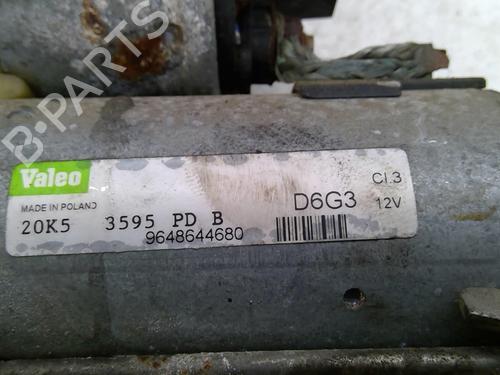 B-PARTS
Valeo
MADE IN POLAND
20K5 3595 PD B
9648644680
D6G3
Cl.3
12V